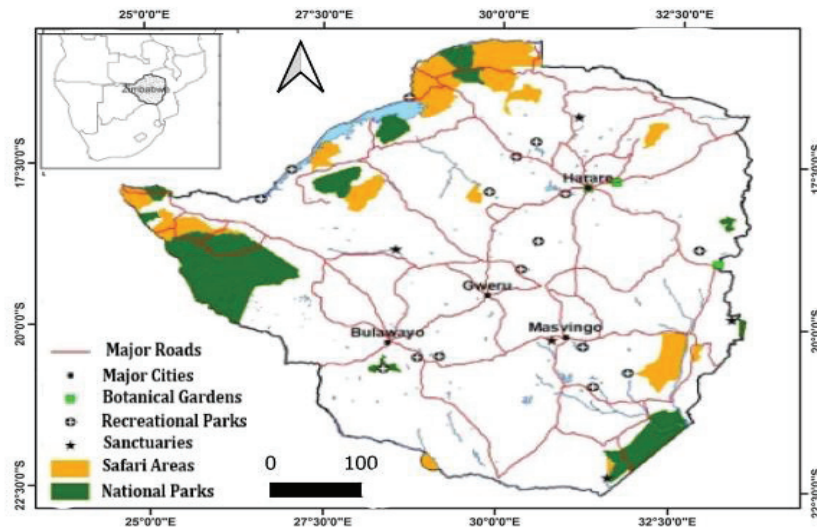 25°0'0"E 27°30'0"E 30°0'0"E 32°30'0"E
Zimbabwe
17°30'0"S
17°30'0"S
Harare
Gweru
Bulawayo
Masvingo
20°0'0"S
20°0'0"S
Major Roads
Major Cities
Botanical Gardens
Recreational Parks
Sanctuaries
Safari Areas
National Parks
0 100
22°30'0"S
22°30'0"S
25°0'0"E 27°30'0"E 30°0'0"E 32°30'0"E